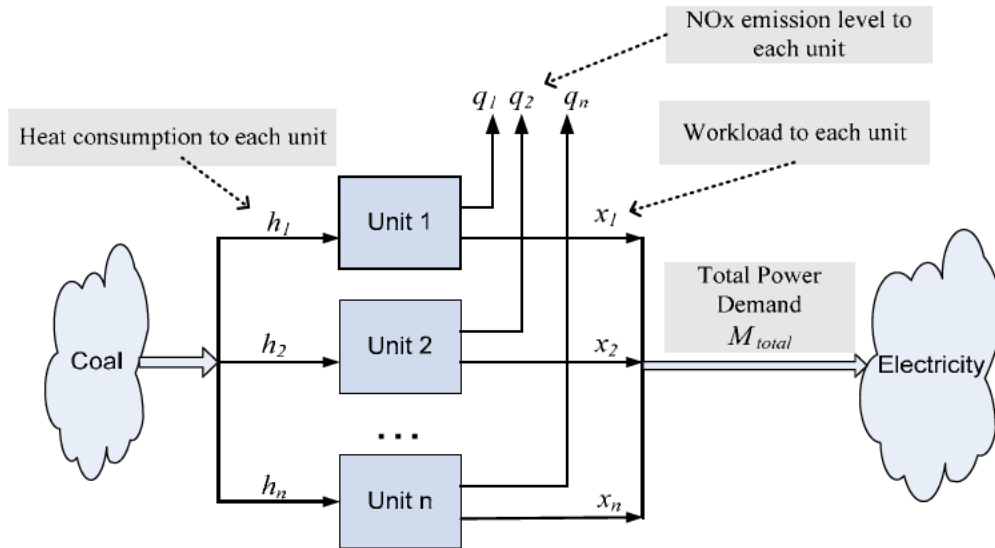 NOx emission level to
each unit
q1 q2 qn
Heat consumption to each unit
Workload to each unit
h1
Unit 1
x1
Total Power
Demand
M total
Coal
h2
Unit 2
x2
Electricity
...
hn
Unit n
xn